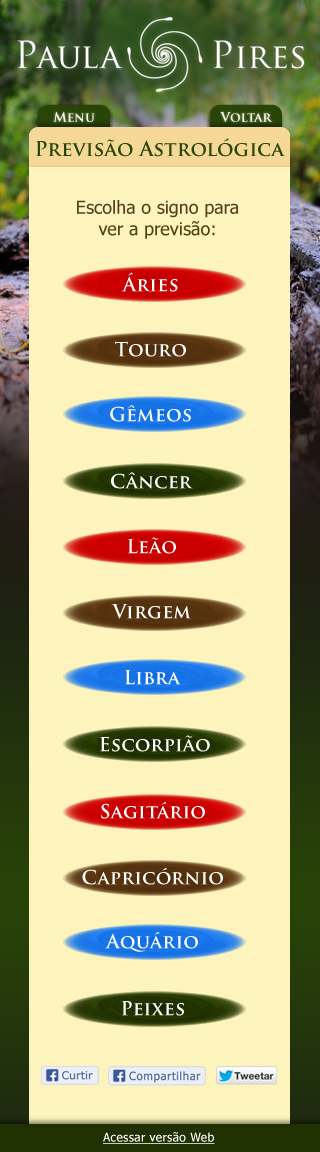 Paula Pires
Menu
Voltar
Previsão Astrológica
Escolha o signo para
ver a previsão:
Áries
Touro
Gêmeos
Câncer
Leão
Virgem
Libra
Escorpião
Sagitário
Capricórnio
Aquário
Peixes
Curtir
Compartilhar
Tweetar
Acessar versão Web